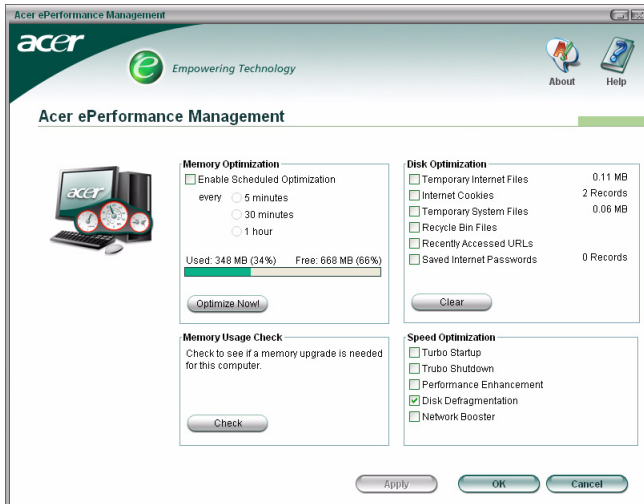 Acer ePerformance Management
acer
e Empowering Technology
About
Help
Acer ePerformance Management
acer
Memory Optimization
Enable Scheduled Optimization
every 5 minutes
30 minutes
1 hour
Used: 348 MB (34%) Free: 668 MB (66%)
Optimize Now!
Disk Optimization
Temporary Internet Files 0.11 MB
Internet Cookies 2 Records
Temporary System Files 0.06 MB
Recycle Bin Files
Recently Accessed URLs
Saved Internet Passwords 0 Records
Clear
Memory Usage Check
Check to see if a memory upgrade is needed
for this computer.
Check
Speed Optimization
Turbo Startup
Trubo Shutdown
Performance Enhancement
Disk Defragmentation
Network Booster
Apply
OK
Cancel